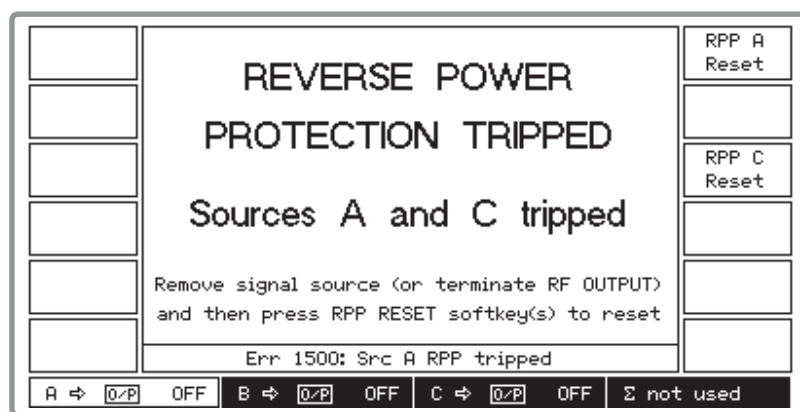 REVERSE POWER
PROTECTION TRIPPED
Sources A and C tripped
Remove signal source (or terminate RF OUTPUT)
and then press RPP RESET softkey(s) to reset
Err 1500: Src A RPP tripped
RPP A
Reset
RPP C
Reset
A ⇨ O/P OFF B ⇨ O/P OFF C ⇨ O/P OFF Σ not used